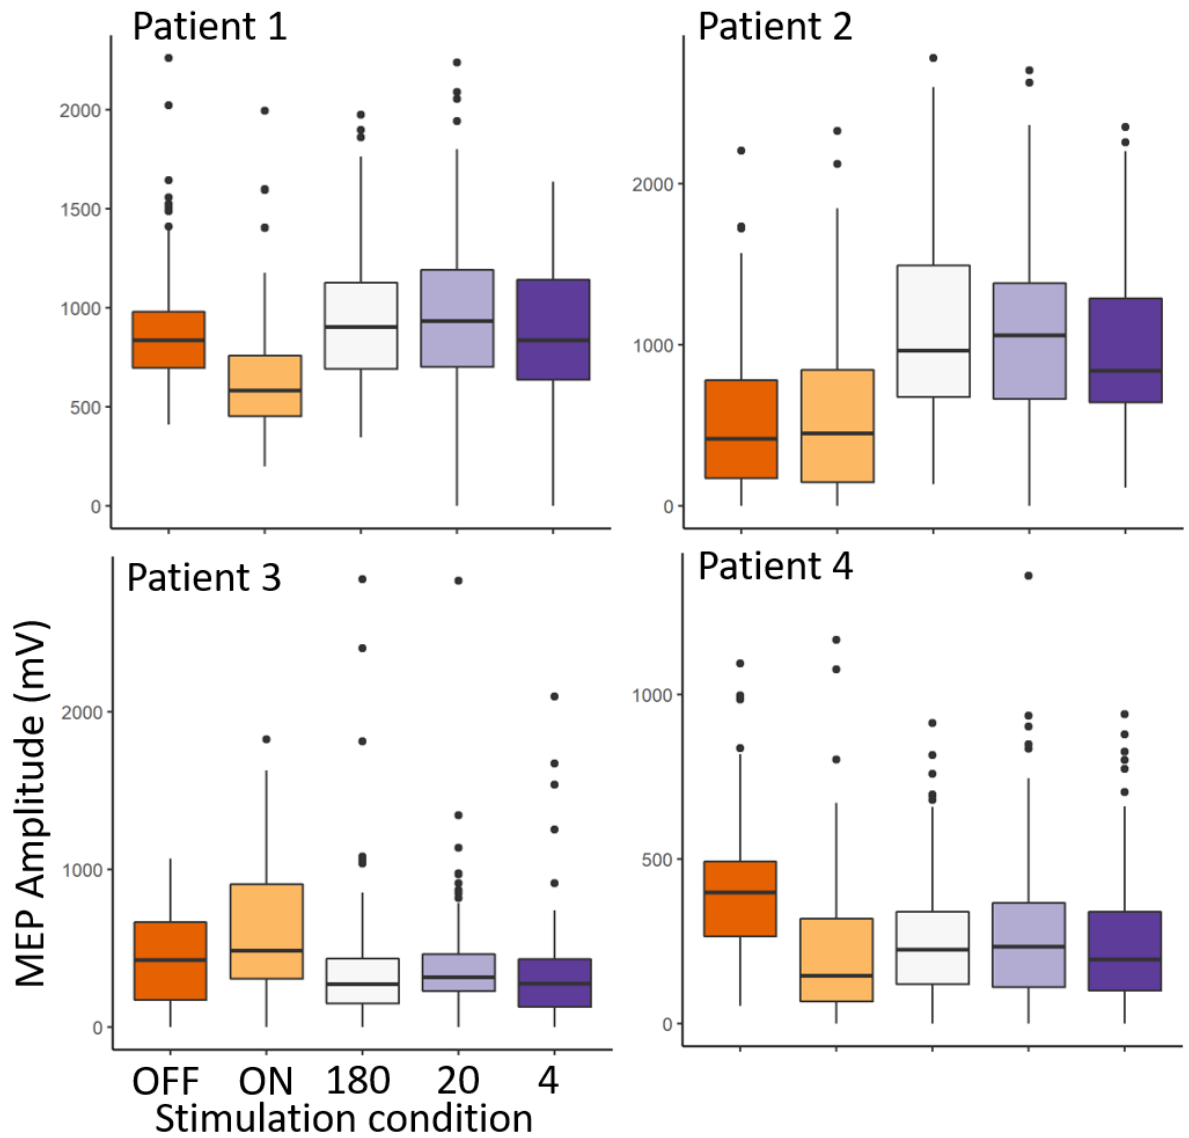 Patient 1
2000
1500
1000
500
0
Patient 2
2000
1000
0
Patient 3
2000
1000
0
Patient 4
1000
500
0
MEP Amplitude (mV)
OFF ON 180 20 4
Stimulation condition